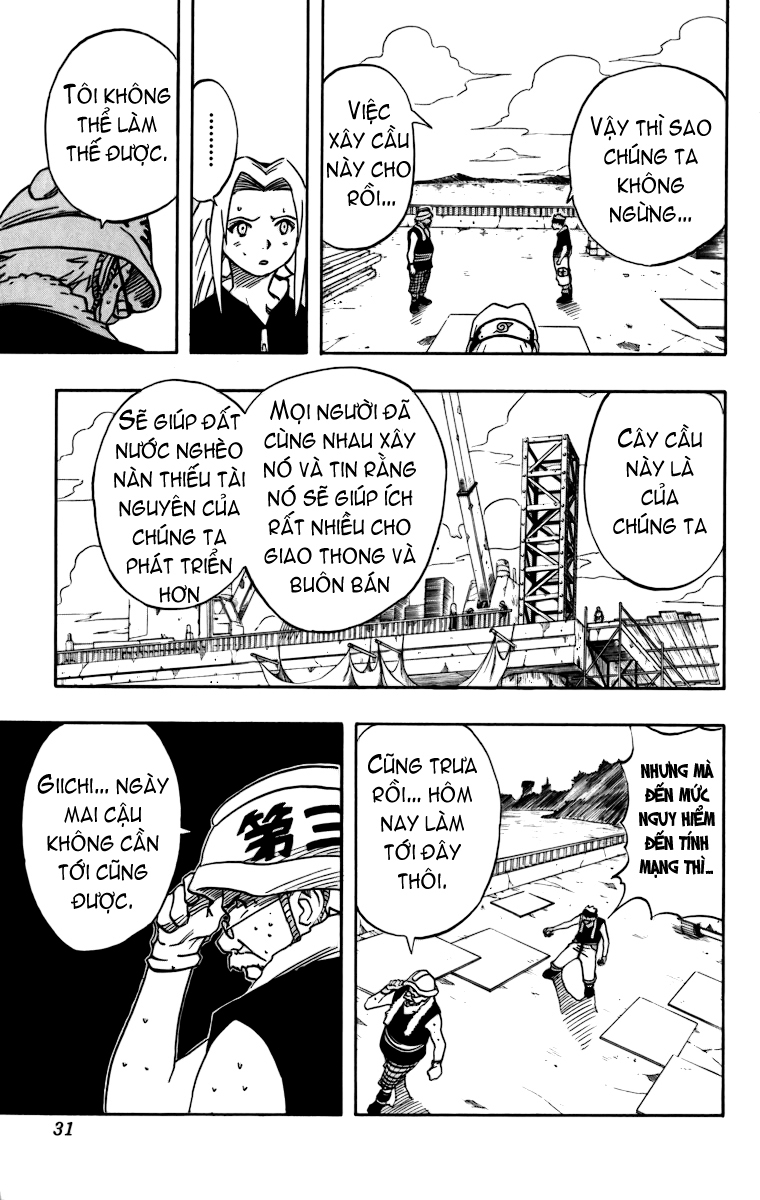 VẬY THÌ SAO
CHÚNG TA
KHÔNG
NGỪNG...
VIỆC
XÂY CẦU
NÀY CHO
RỒI...
.........
TÔI KHÔNG
THỂ LÀM
THẾ ĐƯỢC.
CÂY CẦU
NÀY LÀ
CỦA
CHÚNG TA
MỌI NGƯỜI ĐÃ
CÙNG NHAU XÂY
NÓ VÀ TIN RẰNG
NÓ SẼ GIÚP ÍCH
RẤT NHIỀU CHO
GIAO THONG VÀ
BUÔN BÁN
SẼ GIÚP ĐẤT
NƯỚC NGHÈO
NÀN THIẾU TÀI
NGUYÊN CỦA
CHÚNG TA
PHÁT TRIỂN
HƠN
NHƯNG MÀ
ĐẾN MỨC
NGUY HIỂM
ĐẾN TÍNH
MẠNG THÌ...
CŨNG TRƯA
RỒI... HÔM
NAY LÀM
TỚI ĐÂY
THÔI.
GIICHI... NGÀY
MAI CẬU
KHÔNG CẦN
TỚI CŨNG
ĐƯỢC.
第三
31